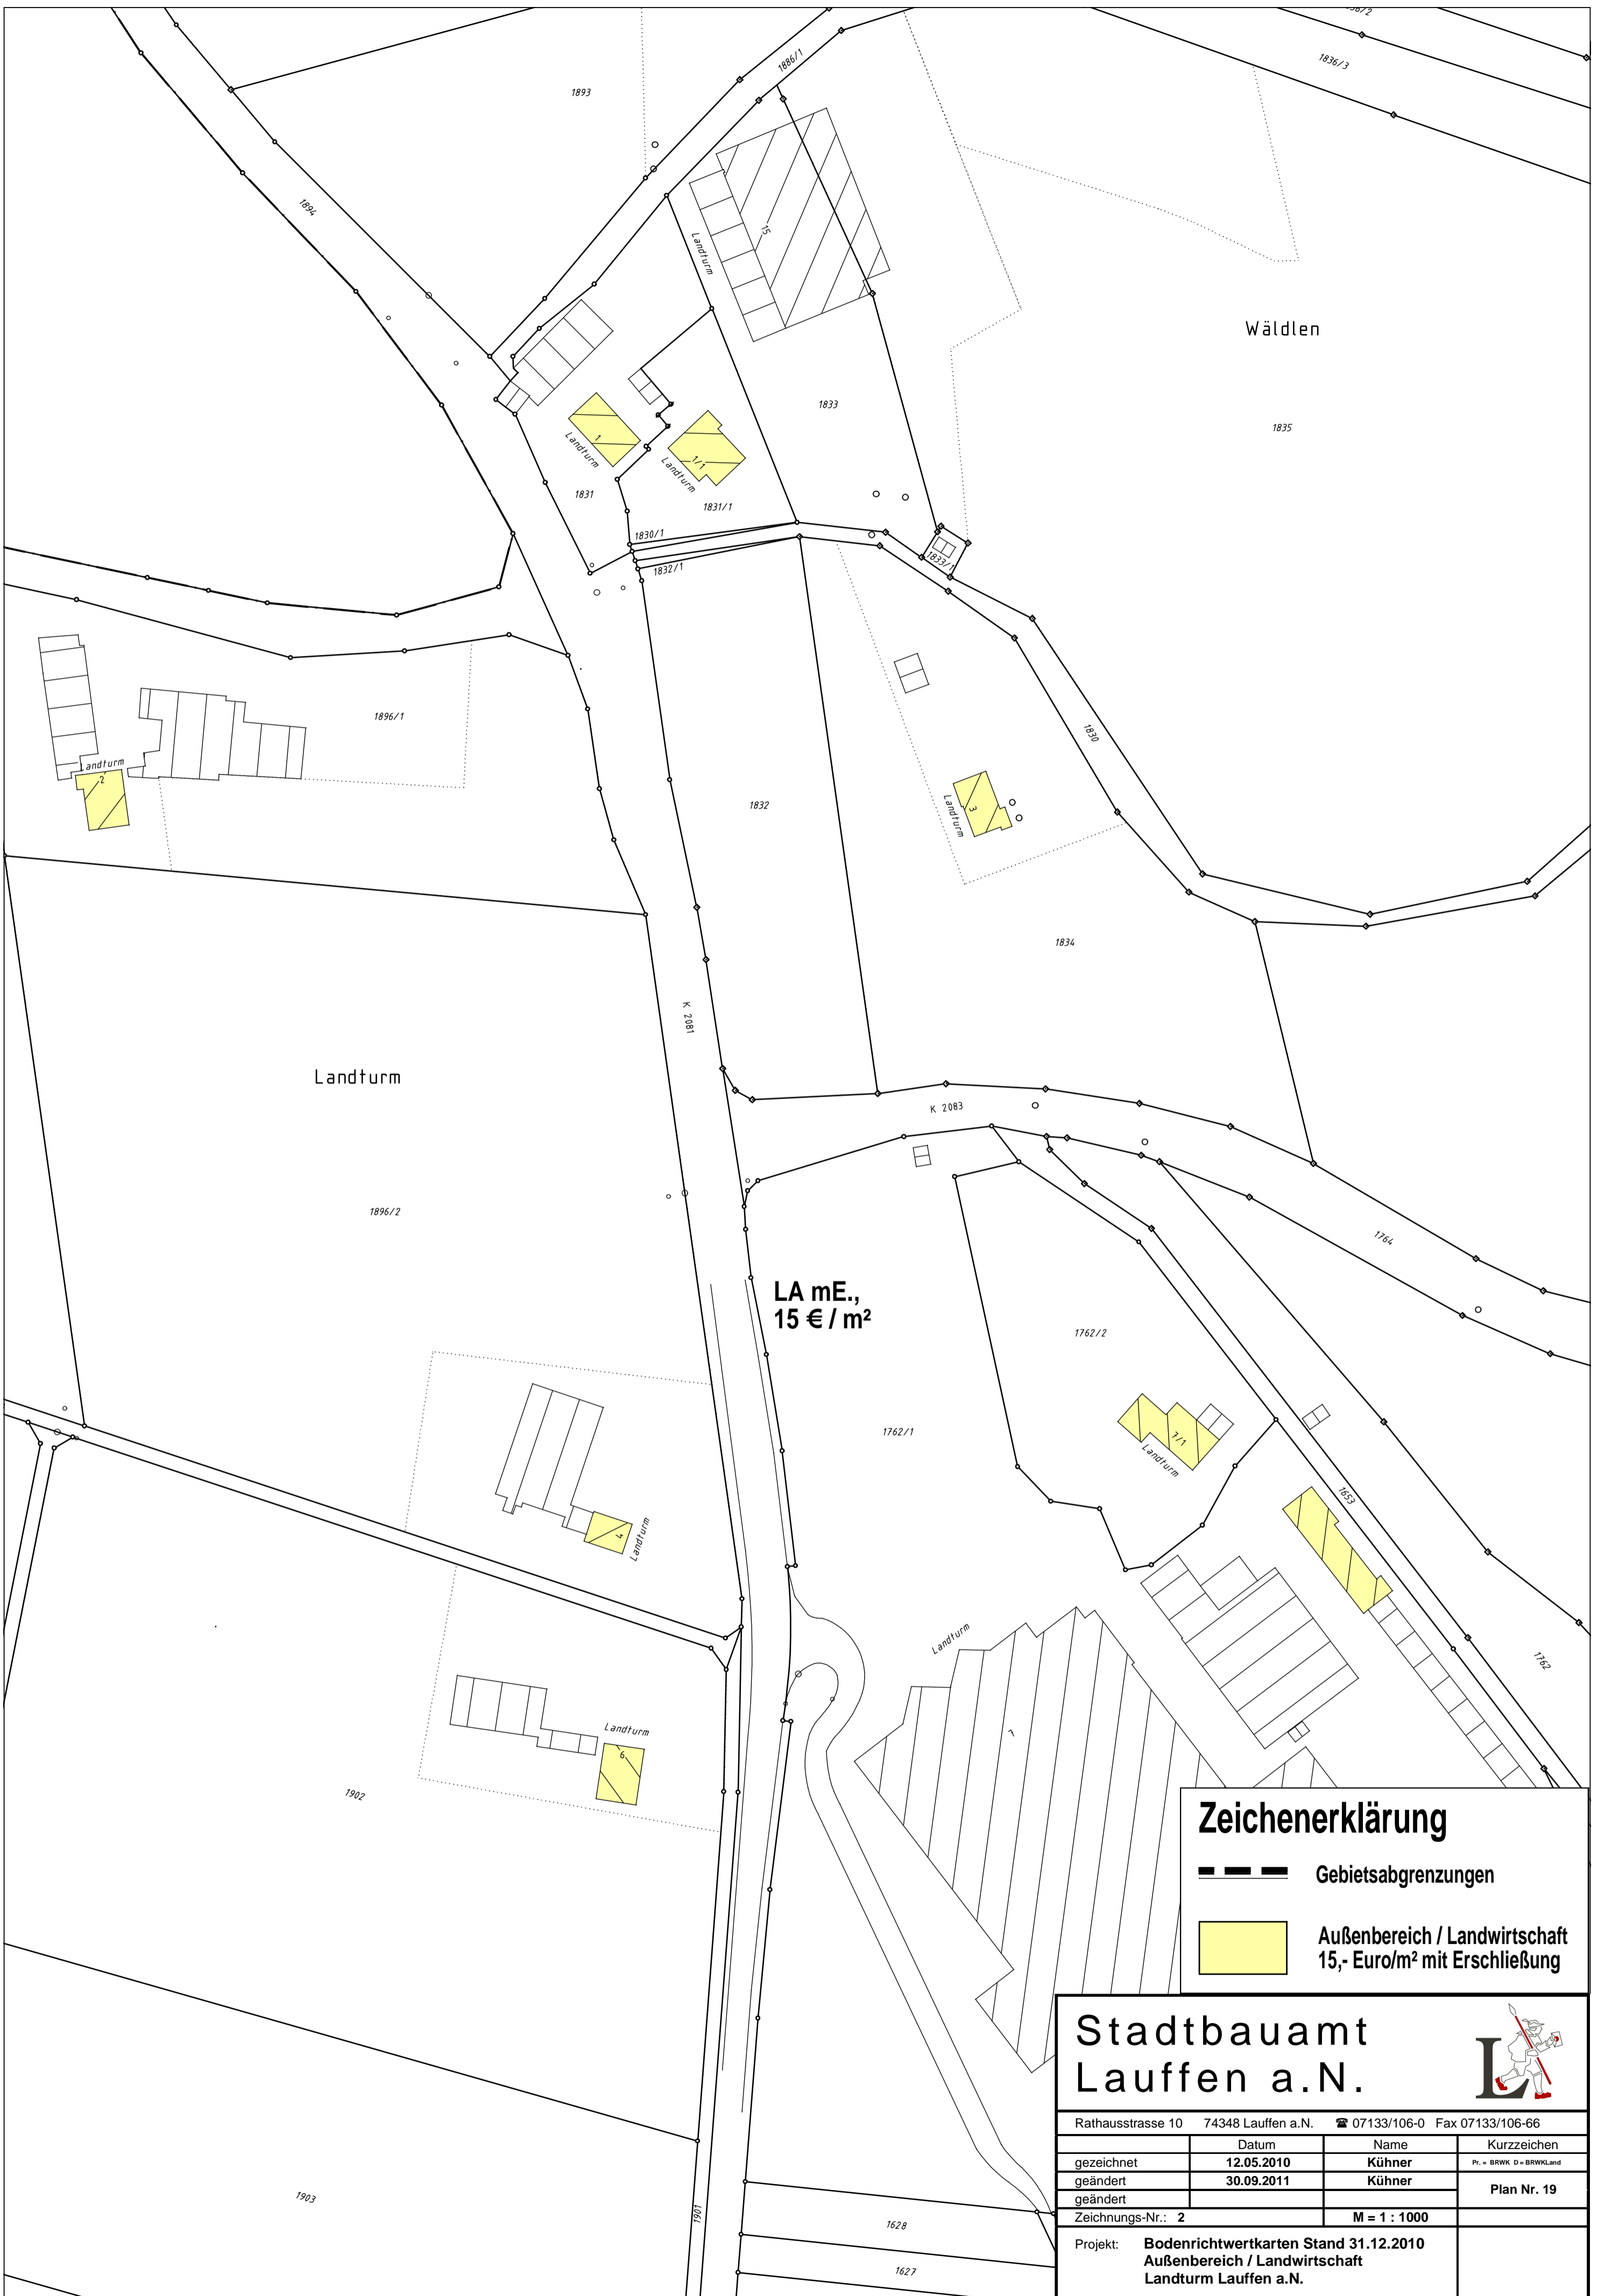 1836/3
1886/1
1893
1894
Landturm
15
Wäldlen
1833
1835
1
Landturm
1/1
Landturm
1831
1831/1
1830/1
1832/1
1833/1
1896/1
1830
Landturm
2
1832
Landturm
3
1834
K 2081
Landturm
K 2083
1896/2
1764
LA mE.,
15 € / m²
1762/2
1762/1
7/1
Landturm
1653
4
Landturm
Landturm
7
1762
Landturm
6
1902
1903
1901
1628
1627
Zeichenerklärung
Gebietsabgrenzungen
Außenbereich / Landwirtschaft
15,- Euro/m² mit Erschließung
Stadtbauamt
Lauffen a.N.
L
Rathausstrasse 10 74348 Lauffen a.N. ☎ 07133/106-0 Fax 07133/106-66
Datum Name Kurzzeichen
gezeichnet 12.05.2010 Kühner Pr. = BRWK D = BRWKLand
geändert 30.09.2011 Kühner Plan Nr. 19
geändert
Zeichnungs-Nr.: 2 M = 1 : 1000
Projekt: Bodenrichtwertkarten Stand 31.12.2010
Außenbereich / Landwirtschaft
Landturm Lauffen a.N.